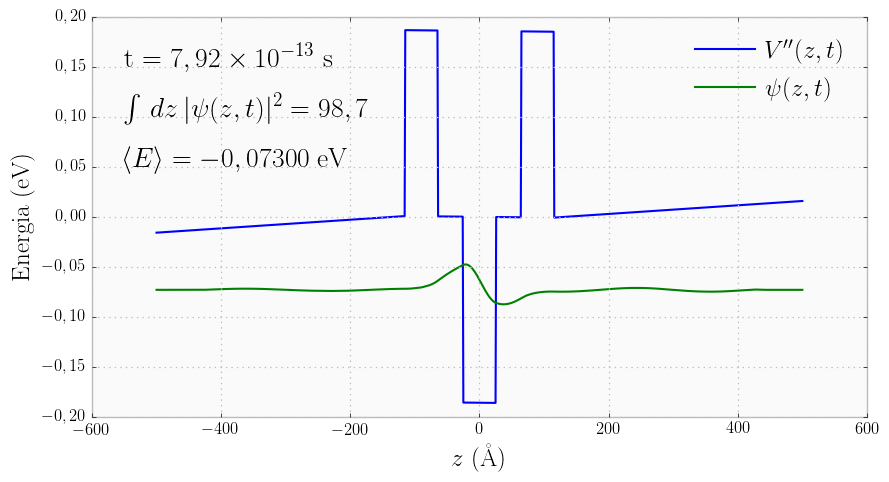 0,20
0,15
0,10
0,05
0,00
−0,05
−0,10
−0,15
−0,20
Energia (eV)
t = 7,92 × 10⁻¹³ s
∫ dz |ψ(z,t)|² = 98,7
⟨E⟩ = −0,07300 eV
V″(z,t)
ψ(z,t)
−600 −400 −200 0 200 400 600
z (Å)